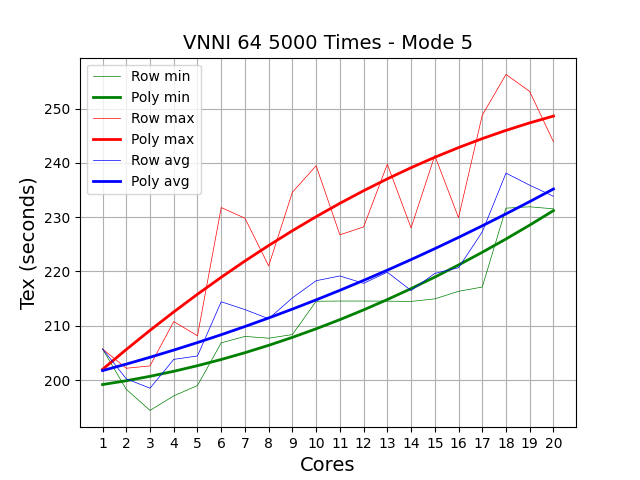 VNNI 64 5000 Times - Mode 5
Row min
Poly min
Row max
Poly max
Row avg
Poly avg
Tex (seconds)
250
240
230
220
210
200
1 2 3 4 5 6 7 8 9 10 11 12 13 14 15 16 17 18 19 20
Cores